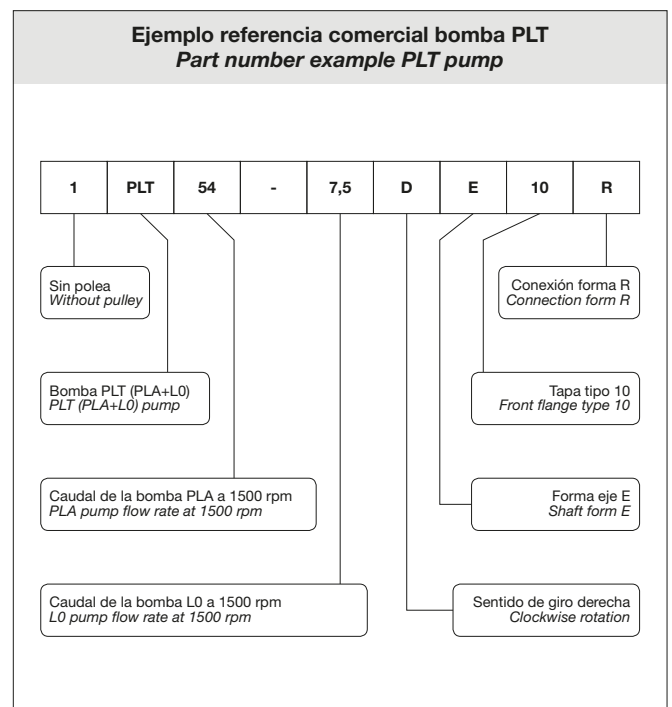 Ejemplo referencia comercial bomba PLT
Part number example PLT pump
1 PLT 54 - 7,5 D E 10 R
Sin polea
Without pulley
Conexión forma R
Connection form R
Bomba PLT (PLA+L0)
PLT (PLA+L0) pump
Tapa tipo 10
Front flange type 10
Caudal de la bomba PLA a 1500 rpm
PLA pump flow rate at 1500 rpm
Forma eje E
Shaft form E
Caudal de la bomba L0 a 1500 rpm
L0 pump flow rate at 1500 rpm
Sentido de giro derecha
Clockwise rotation